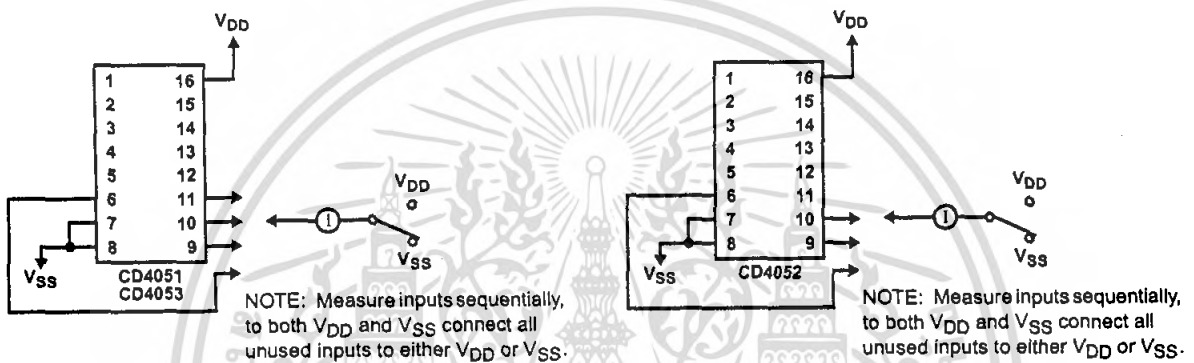 VDD
1 16
2 15
3 14
4 13
5 12
6 11
7 10
8 9
VSS
CD4051
CD4053
VDD
I
VSS
NOTE: Measure inputs sequentially,
to both VDD and VSS connect all
unused inputs to either VDD or VSS.
VDD
1 16
2 15
3 14
4 13
5 12
6 11
7 10
8 9
VSS
CD4052
VDD
I
VSS
NOTE: Measure inputs sequentially,
to both VDD and VSS connect all
unused inputs to either VDD or VSS.